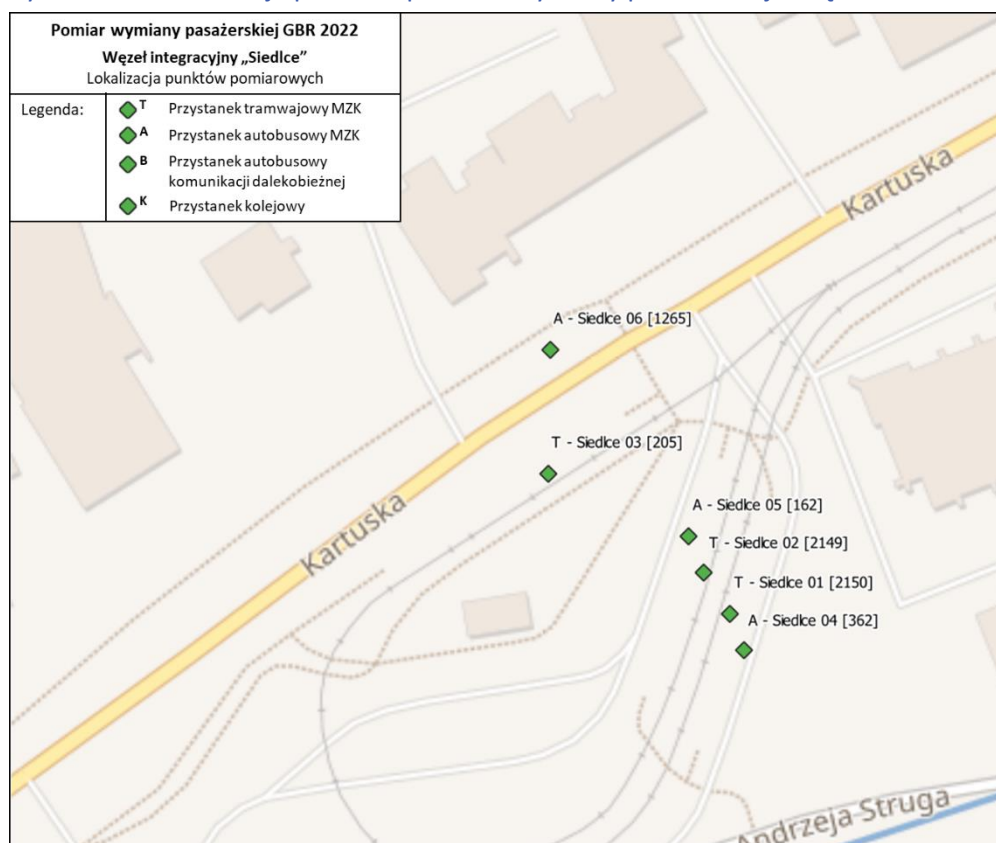 Pomiar wymiany pasażerskiej GBR 2022
Węzeł integracyjny „Siedlce”
Lokalizacja punktów pomiarowych
Legenda:
T Przystanek tramwajowy MZK
A Przystanek autobusowy MZK
B Przystanek autobusowy
komunikacji dalekobieżnej
K Przystanek kolejowy
Kartuska
A - Siedlce 06 [1265]
T - Siedlce 03 [205]
Kartuska
A - Siedlce 05 [162]
T - Siedlce 02 [2149]
T - Siedlce 01 [2150]
A - Siedlce 04 [362]
Andrzeja Struga